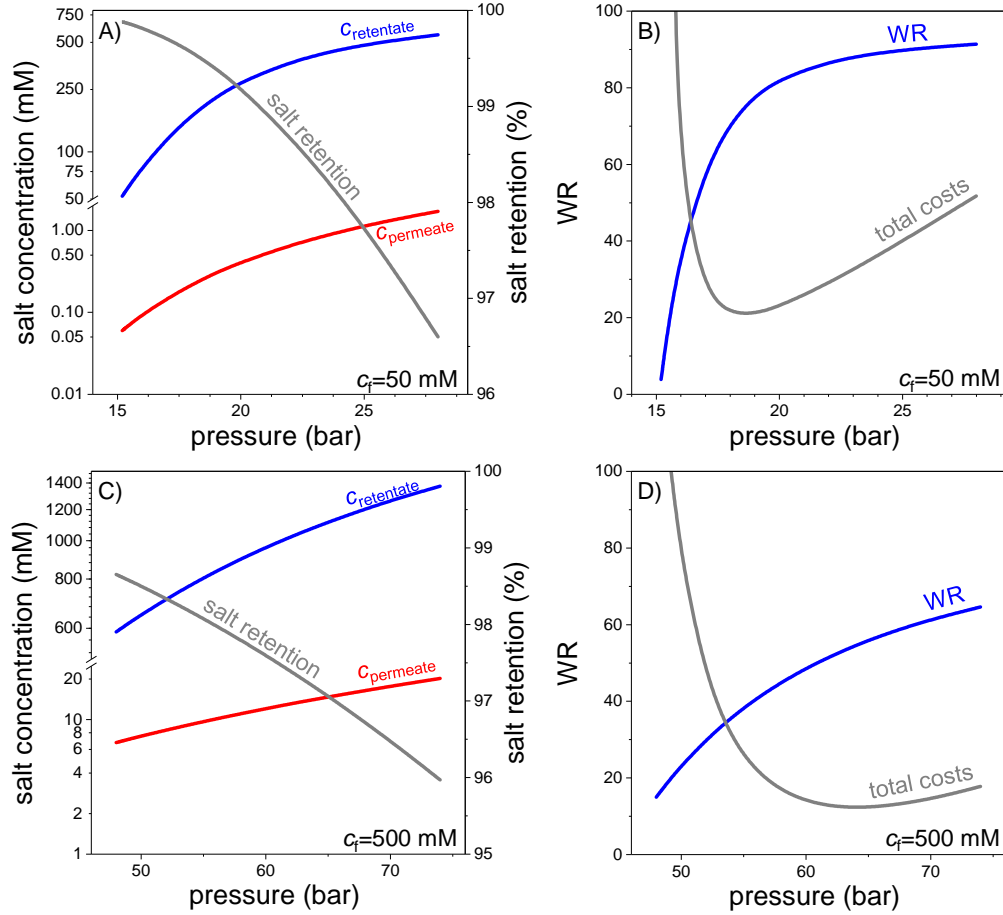 A)
750
500
250
100
75
50
1.00
0.50
0.10
0.05
0.01
salt concentration (mM)
c_retentate
salt retention
c_permeate
c_f=50 mM
100
99
98
97
96
salt retention (%)
15
20
25
pressure (bar)
B)
100
80
60
40
20
0
WR
WR
total costs
c_f=50 mM
15
20
25
pressure (bar)
C)
1400
1200
1000
800
600
20
10
8
6
4
2
1
salt concentration (mM)
c_retentate
salt retention
c_permeate
c_f=500 mM
100
99
98
97
96
95
salt retention (%)
50
60
70
pressure (bar)
D)
100
80
60
40
20
0
WR
WR
total costs
c_f=500 mM
50
60
70
pressure (bar)